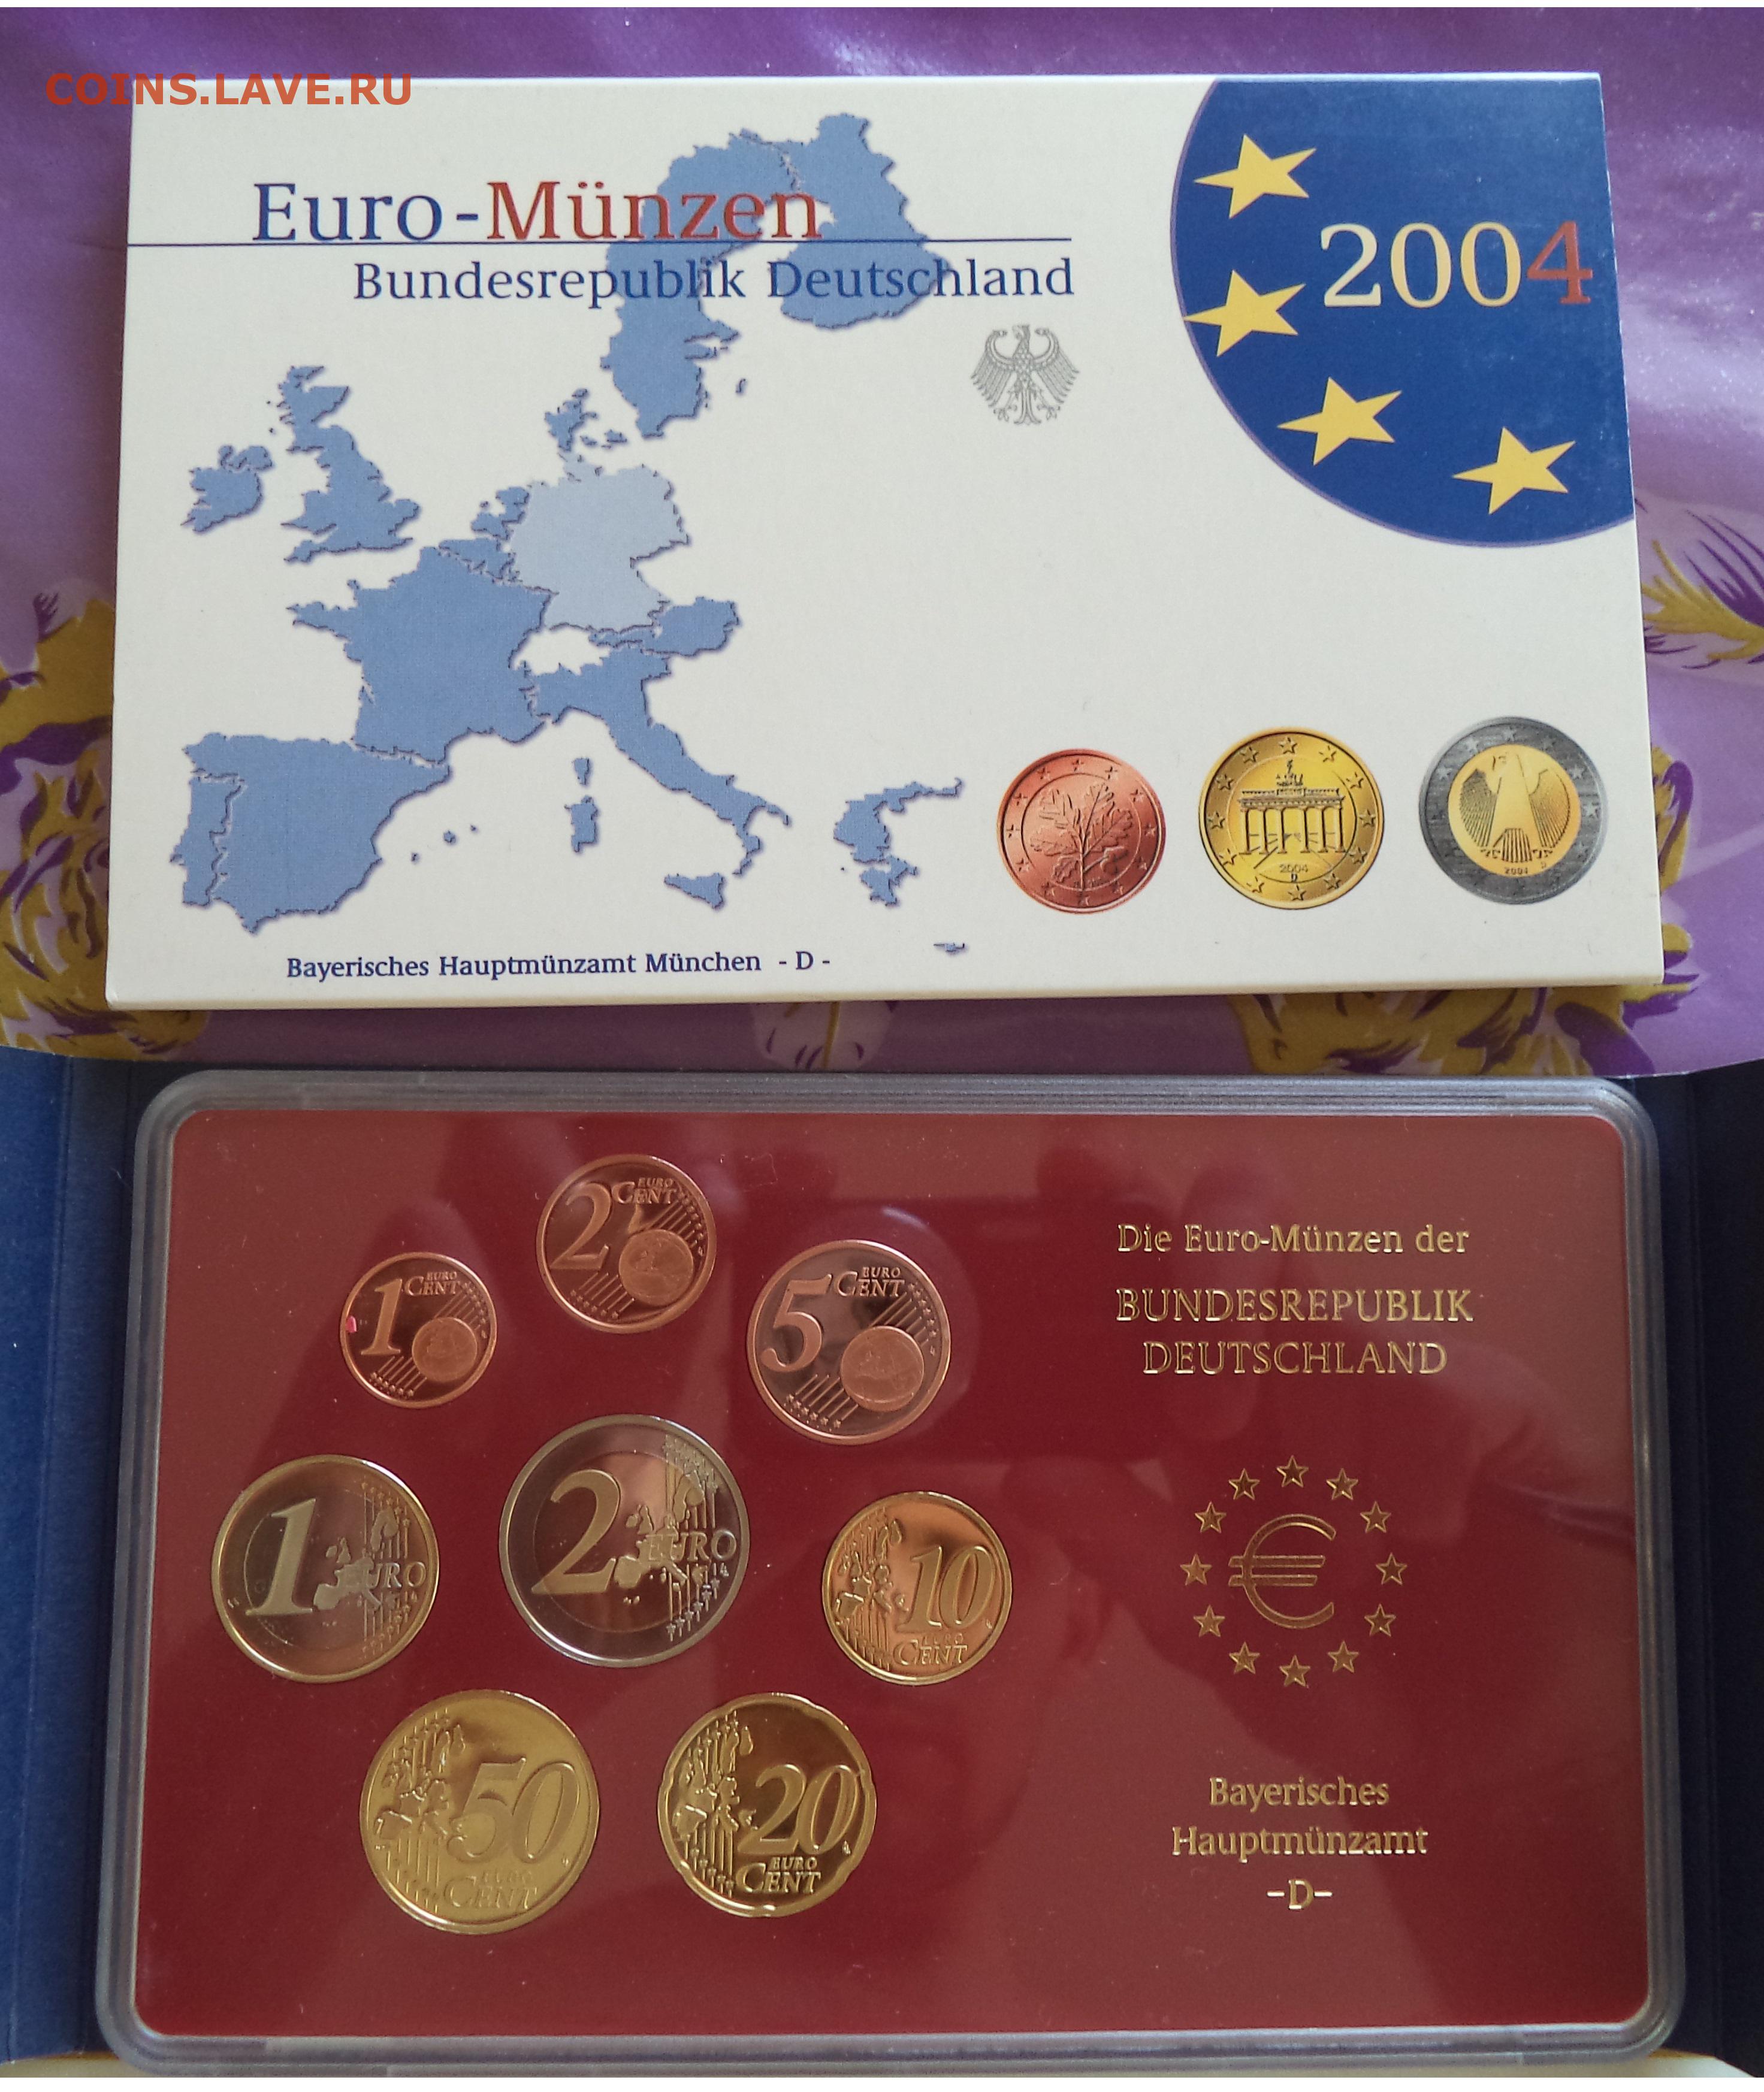 COINS.LAVE.RU
Euro-Münzen
Bundesrepublik Deutschland
2004
2004
D
2004
Bayerisches Hauptmünzamt München - D -
2 EURO CENT
1 EURO CENT
5 EURO CENT
Die Euro-Münzen der
BUNDESREPUBLIK
DEUTSCHLAND
1 EURO
2 EURO
10 EURO CENT
€
50 EURO CENT
20 EURO CENT
Bayerisches
Hauptmünzamt
-D-